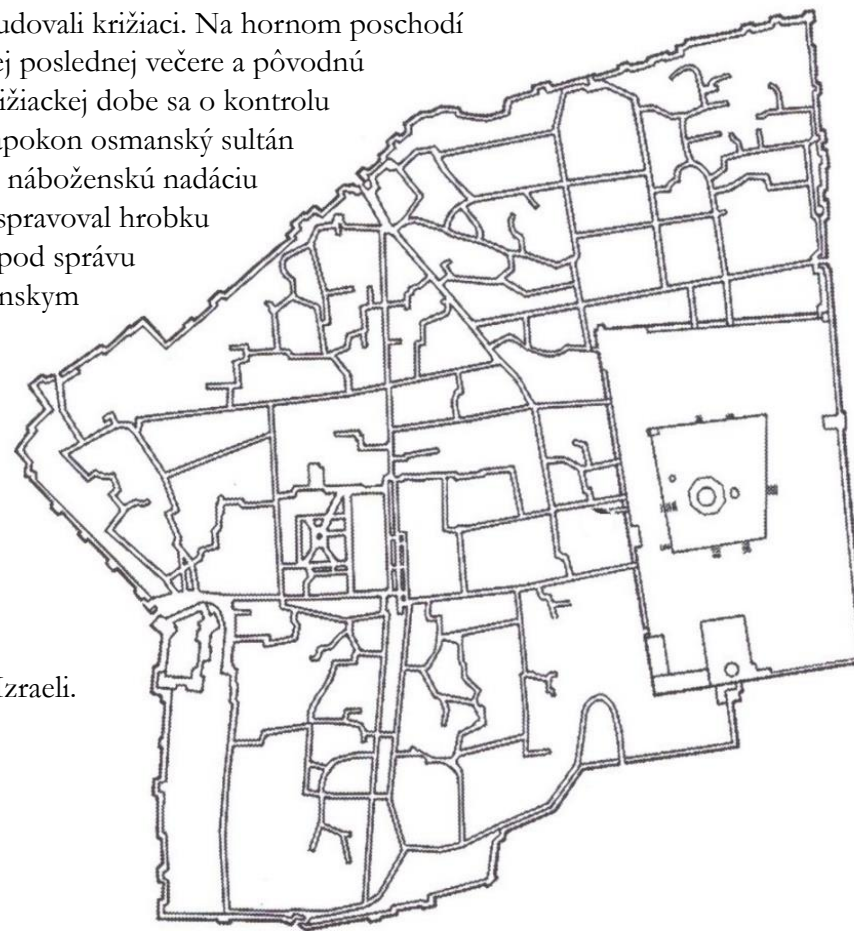 udovali križiaci. Na hornom poschodí
ej poslednej večere a pôvodnú
ižiackej dobe sa o kontrolu
apokon osmanský sultán
náboženskú nadáciu
spravoval hrobku
pod správu
nskym
Izraeli.